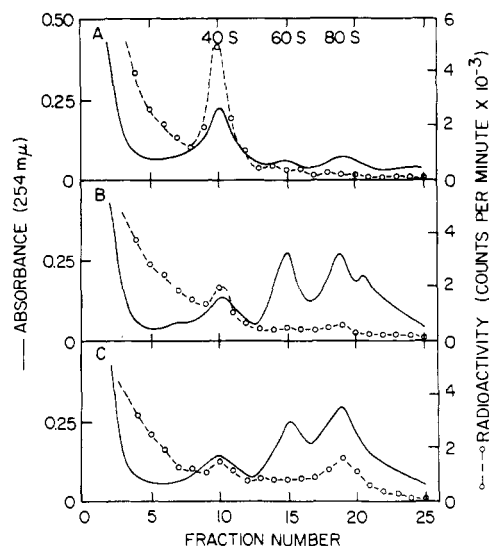 40 S 60 S 80 S
A
0.50
0.25
0
6
4
2
0
B
0.25
0
4
2
0
C
0.25
0
4
2
0
0 5 10 15 20 25
FRACTION NUMBER
— ABSORBANCE (254 mμ)
o---o RADIOACTIVITY (COUNTS PER MINUTE X 10⁻³)